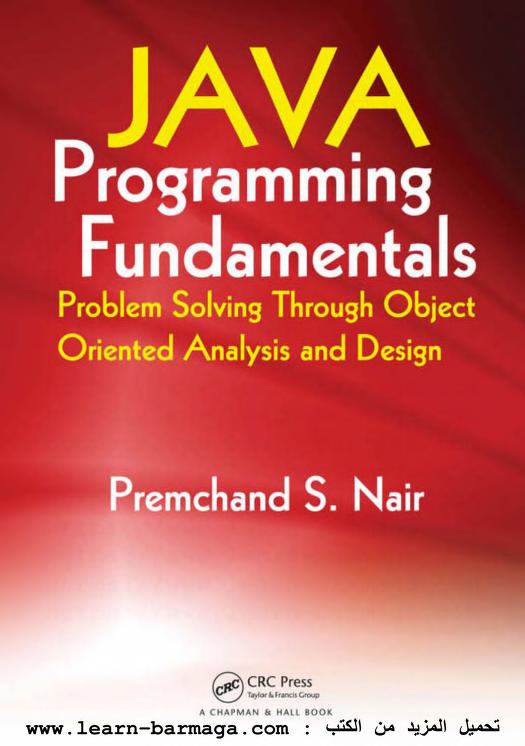 JAVA
Programming
Fundamentals
Problem Solving Through Object
Oriented Analysis and Design
Premchand S. Nair
CRC
CRC Press
Taylor & Francis Group
A CHAPMAN & HALL BOOK
تحميل المزيد من الكتب : www.learn-barmaga.com